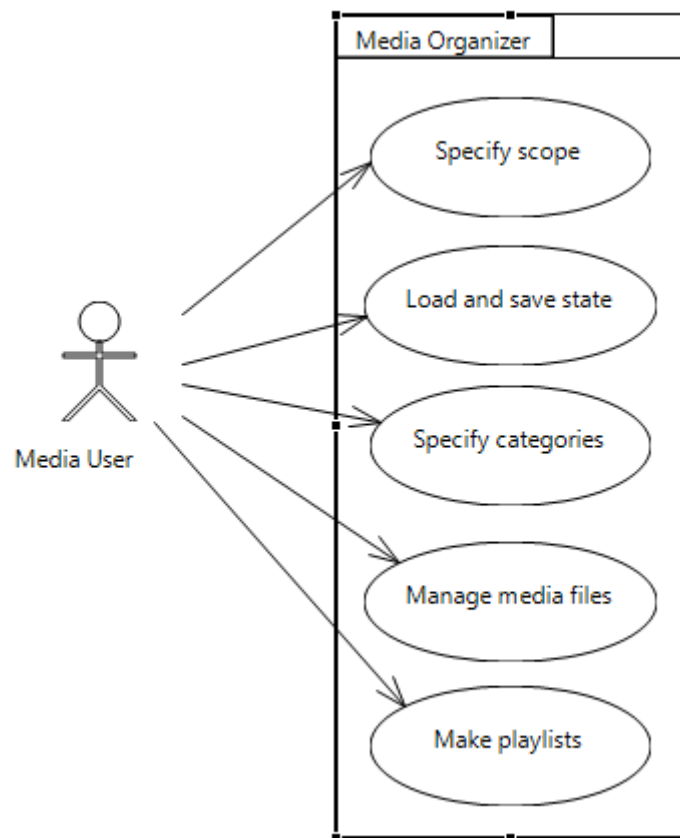 Media Organizer
Specify scope
Load and save state
Specify categories
Media User
Manage media files
Make playlists